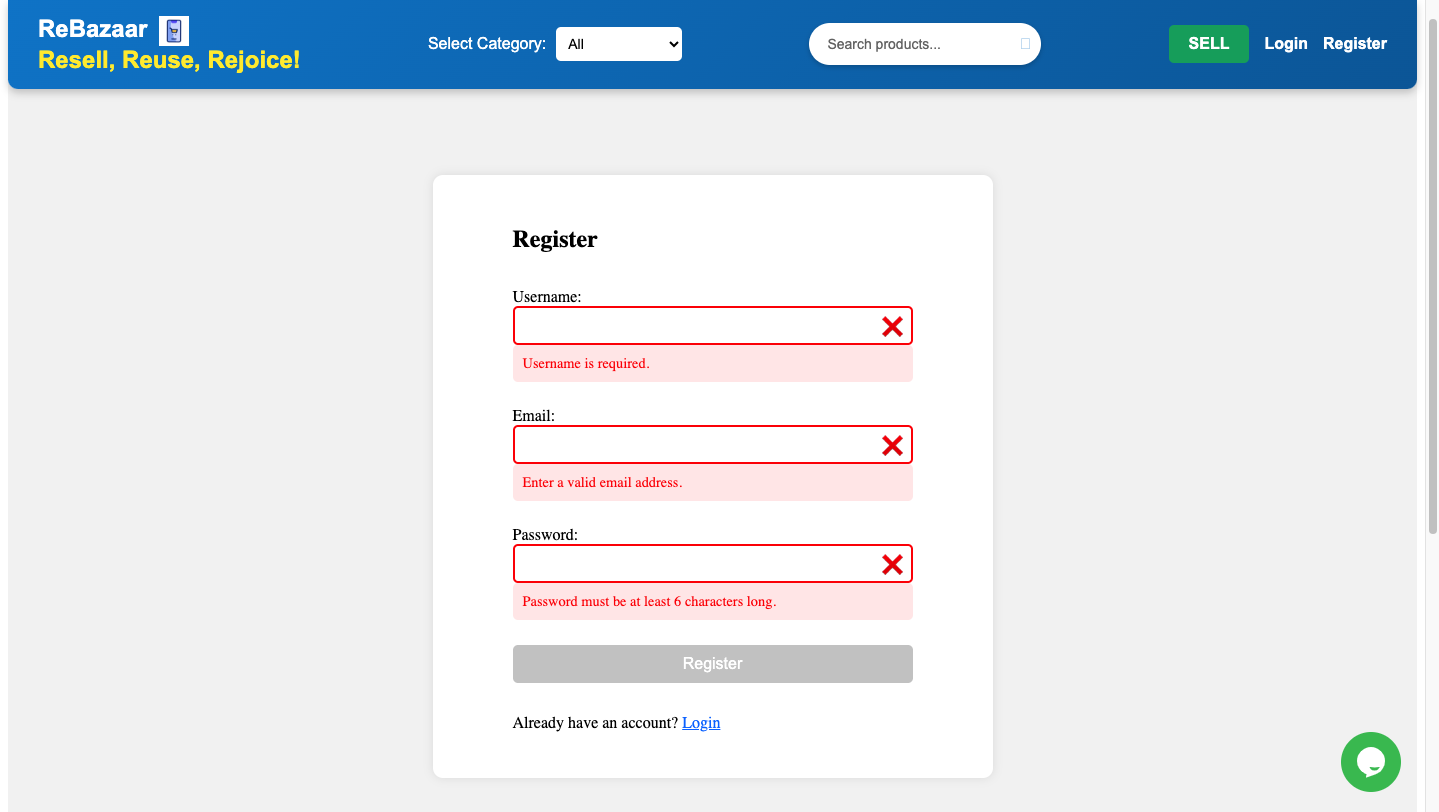 ReBazaar
Resell, Reuse, Rejoice!
Select Category: All
Search products...
SELL Login Register
Register
Username:
Username is required.
Email:
Enter a valid email address.
Password:
Password must be at least 6 characters long.
Register
Already have an account? Login